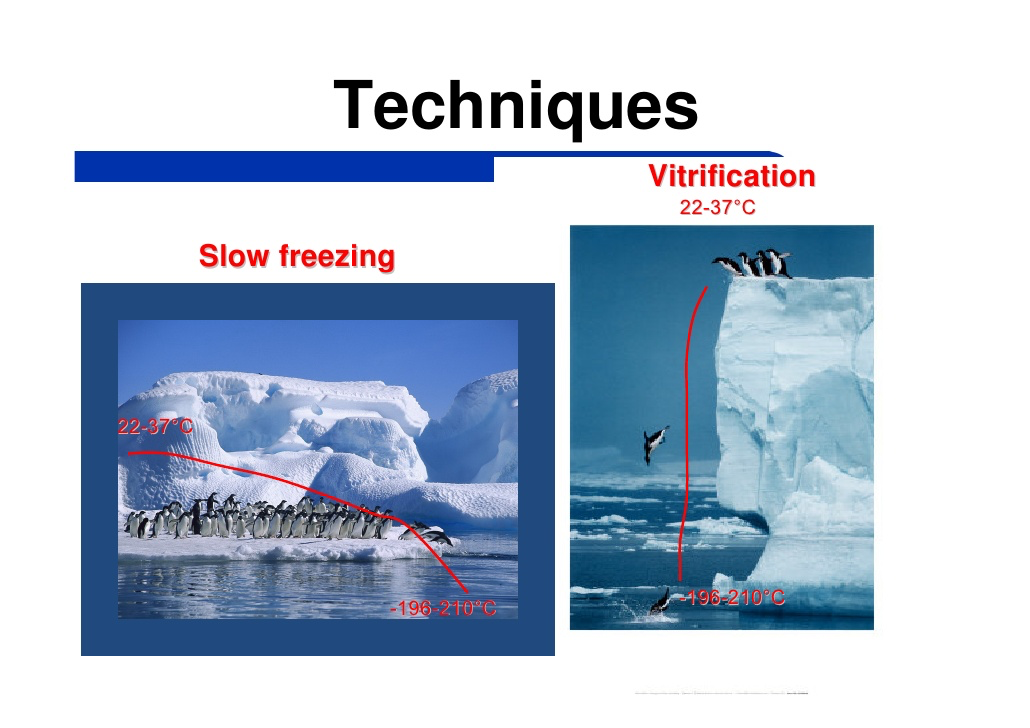 Techniques
Vitrification
22-37°C
Slow freezing
22-37°C
-196-210°C
-196-210°C